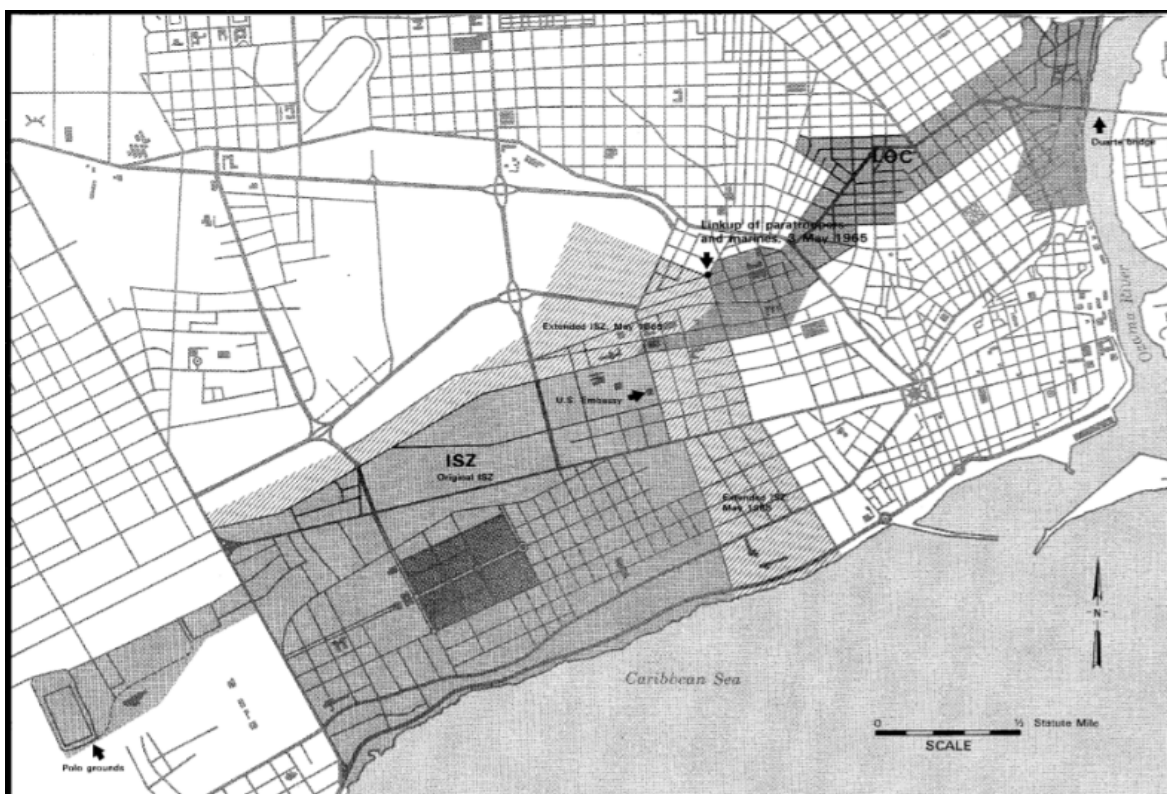 LOC
Duarte bridge
Linkup of paratroopers
and marines, 3 May 1965
Ozama River
Extended ISZ, May 1965
U.S. Embassy
ISZ
Original ISZ
Extended ISZ
May 1965
N
Caribbean Sea
0 ½ Statute Mile
SCALE
Polo grounds